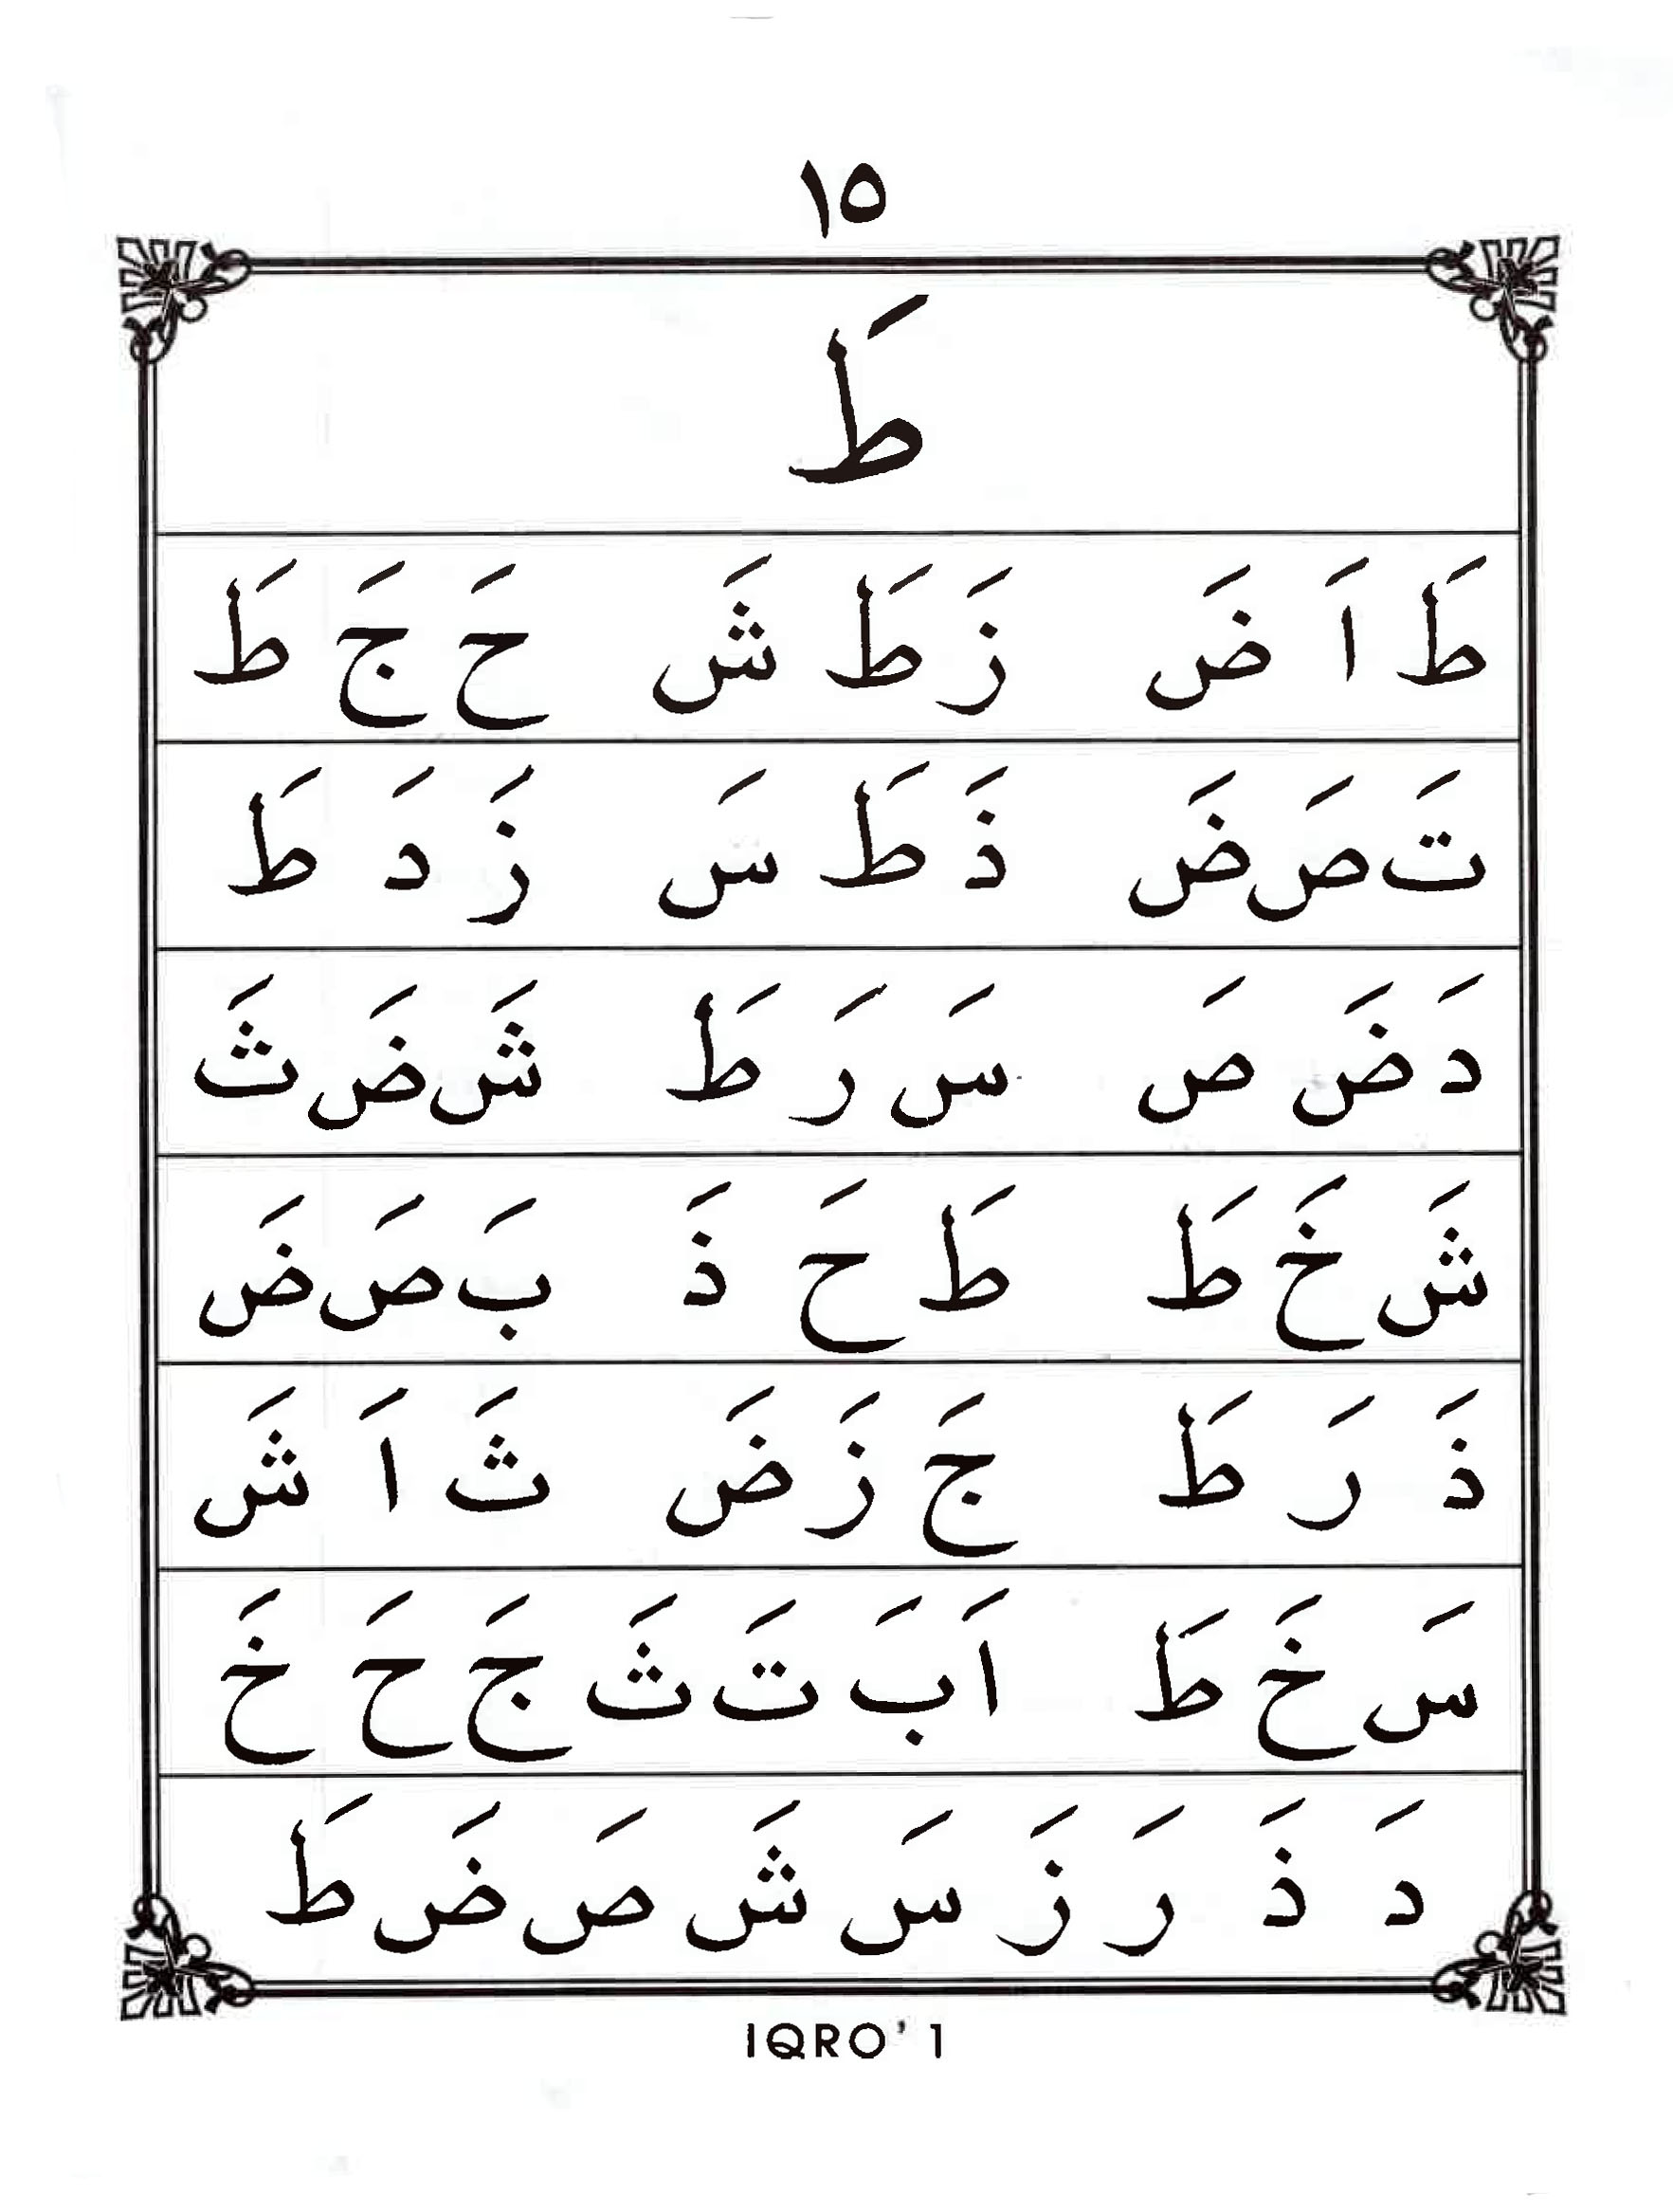 ١٥
طَ
طَ اَ ضَ زَ طَ شَ حَ جَ طَ
تَ صَ ضَ ذَ طَ سَ زَ دَ طَ
دَ ضَ صَ سَ رَ طَ شَ ضَ ثَ
شَ خَ طَ طَ حَ ذَ بَ صَ ضَ
ذَ رَ طَ جَ زَ ضَ ثَ اَ شَ
سَ خَ طَ اَ بَ تَ ثَ جَ حَ خَ
دَ ذَ رَ زَ سَ شَ صَ ضَ طَ
IQRO' 1